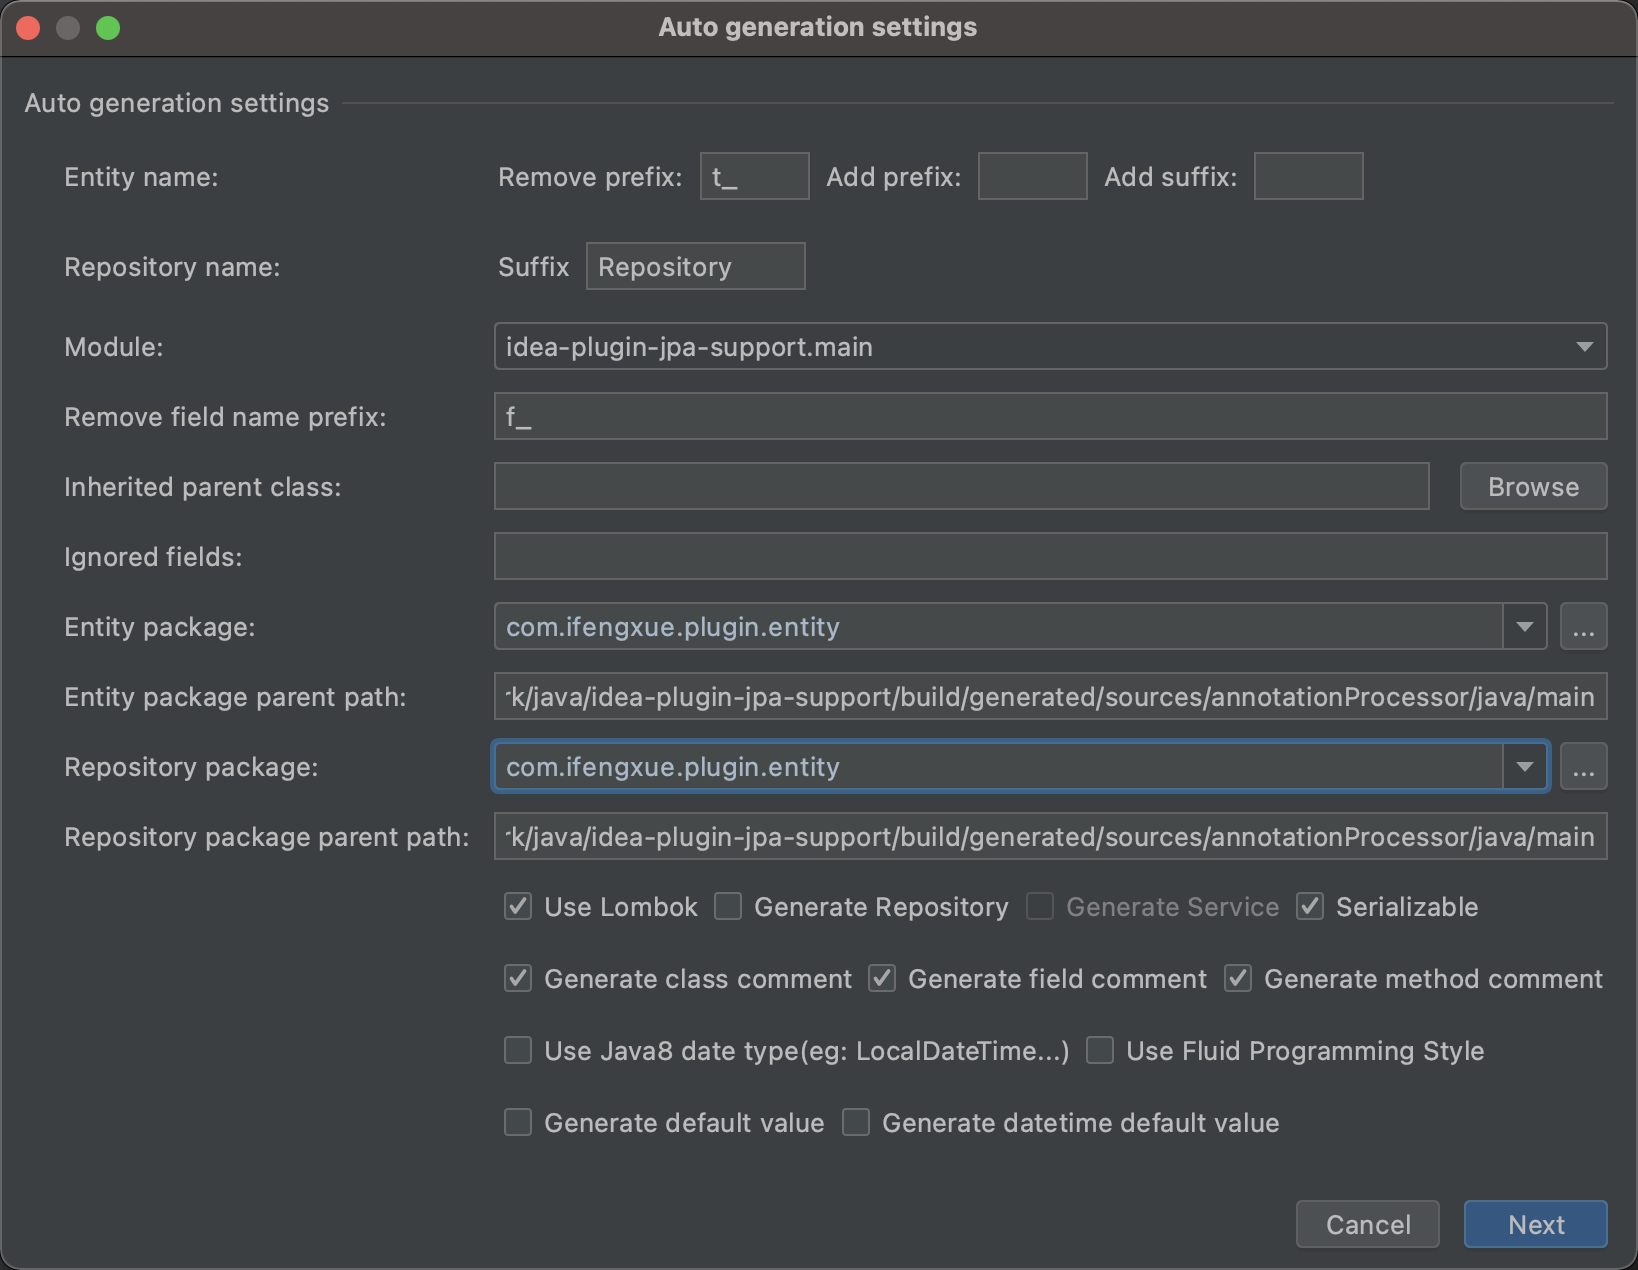 Auto generation settings
Auto generation settings
Entity name: Remove prefix: t_ Add prefix: Add suffix:
Repository name: Suffix Repository
Module: idea-plugin-jpa-support.main
Remove field name prefix: f_
Inherited parent class: Browse
Ignored fields:
Entity package: com.ifengxue.plugin.entity ...
Entity package parent path: rk/java/idea-plugin-jpa-support/build/generated/sources/annotationProcessor/java/main
Repository package: com.ifengxue.plugin.entity ...
Repository package parent path: rk/java/idea-plugin-jpa-support/build/generated/sources/annotationProcessor/java/main
Use Lombok Generate Repository Generate Service Serializable
Generate class comment Generate field comment Generate method comment
Use Java8 date type(eg: LocalDateTime...) Use Fluid Programming Style
Generate default value Generate datetime default value
Cancel Next